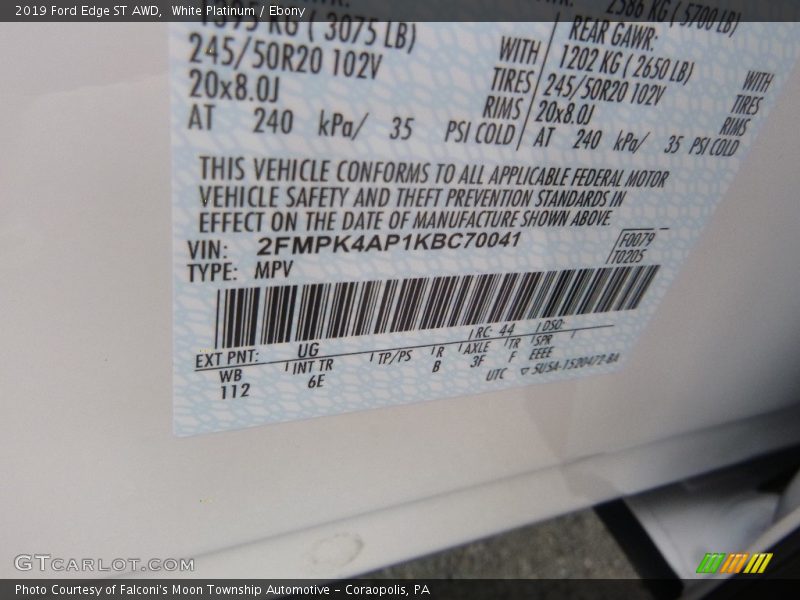 2019 Ford Edge ST AWD, White Platinum / Ebony
KG ( 3075 LB)
245/50R20 102V WITH
20x8.0J TIRES
RIMS
AT 240 kPa/ 35 PSI COLD
2586 KG ( 5700 LB)
REAR GAWR:
1202 KG ( 2650 LB) WITH
245/50R20 102V TIRES
20x8.0J RIMS
AT 240 kPa/ 35 PSI COLD
THIS VEHICLE CONFORMS TO ALL APPLICABLE FEDERAL MOTOR
VEHICLE SAFETY AND THEFT PREVENTION STANDARDS IN
EFFECT ON THE DATE OF MANUFACTURE SHOWN ABOVE.
VIN: 2FMPK4AP1KBC70041 F0079
TYPE: MPV T0205
EXT PNT: UG RC: 44 DSO:
WB INT TR TP/PS R AXLE TR SPR
112 6E B 3F F EEEE
UTC ▽ SUSA-1520472-BA
GTCARLOT.COM
Photo Courtesy of Falconi's Moon Township Automotive – Coraopolis, PA